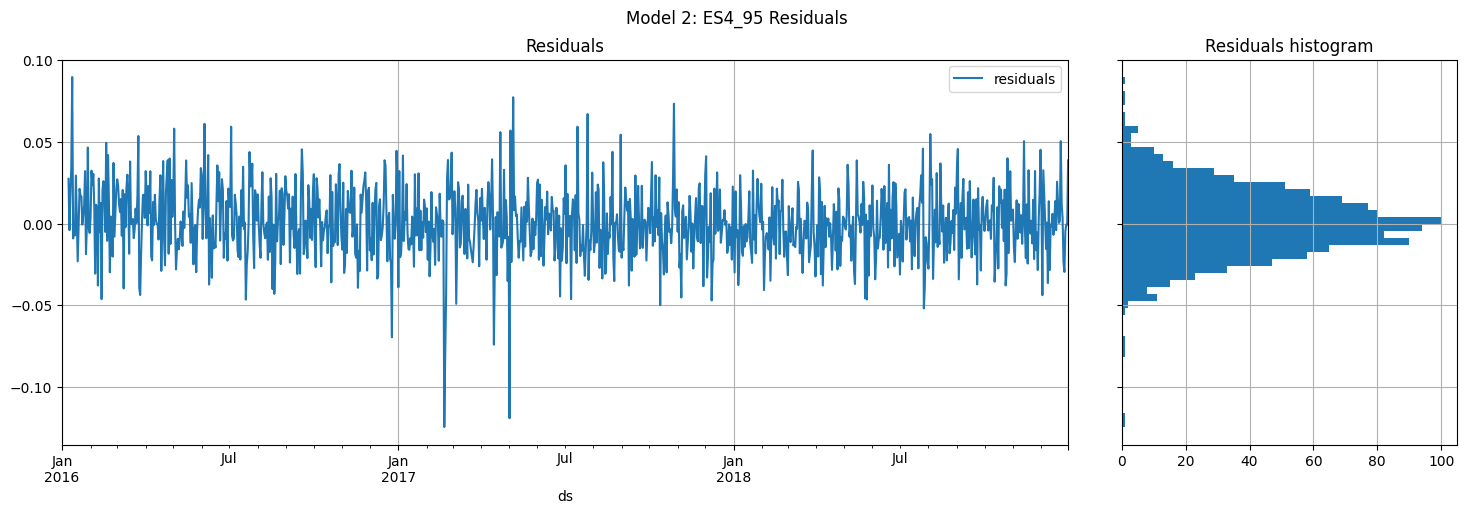 Model 2: ES4_95 Residuals
Residuals
residuals
0.10
0.05
0.00
−0.05
−0.10
Jan
2016
Jul
Jan
2017
Jul
Jan
2018
Jul
ds
Residuals histogram
0 20 40 60 80 100